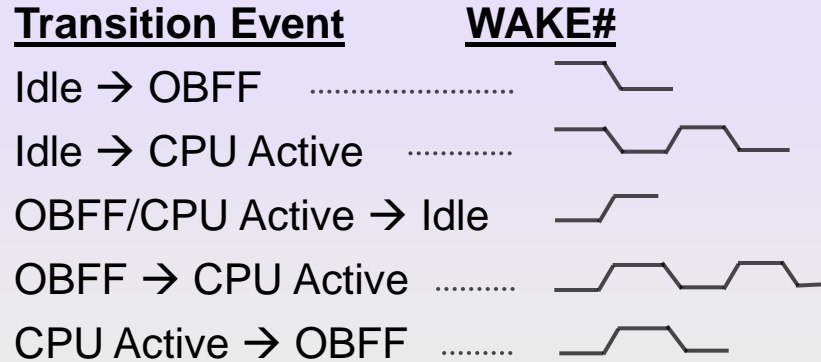 Transition Event WAKE#
Idle → OBFF ........................
Idle → CPU Active .............
OBFF/CPU Active → Idle
OBFF → CPU Active ..........
CPU Active → OBFF .........